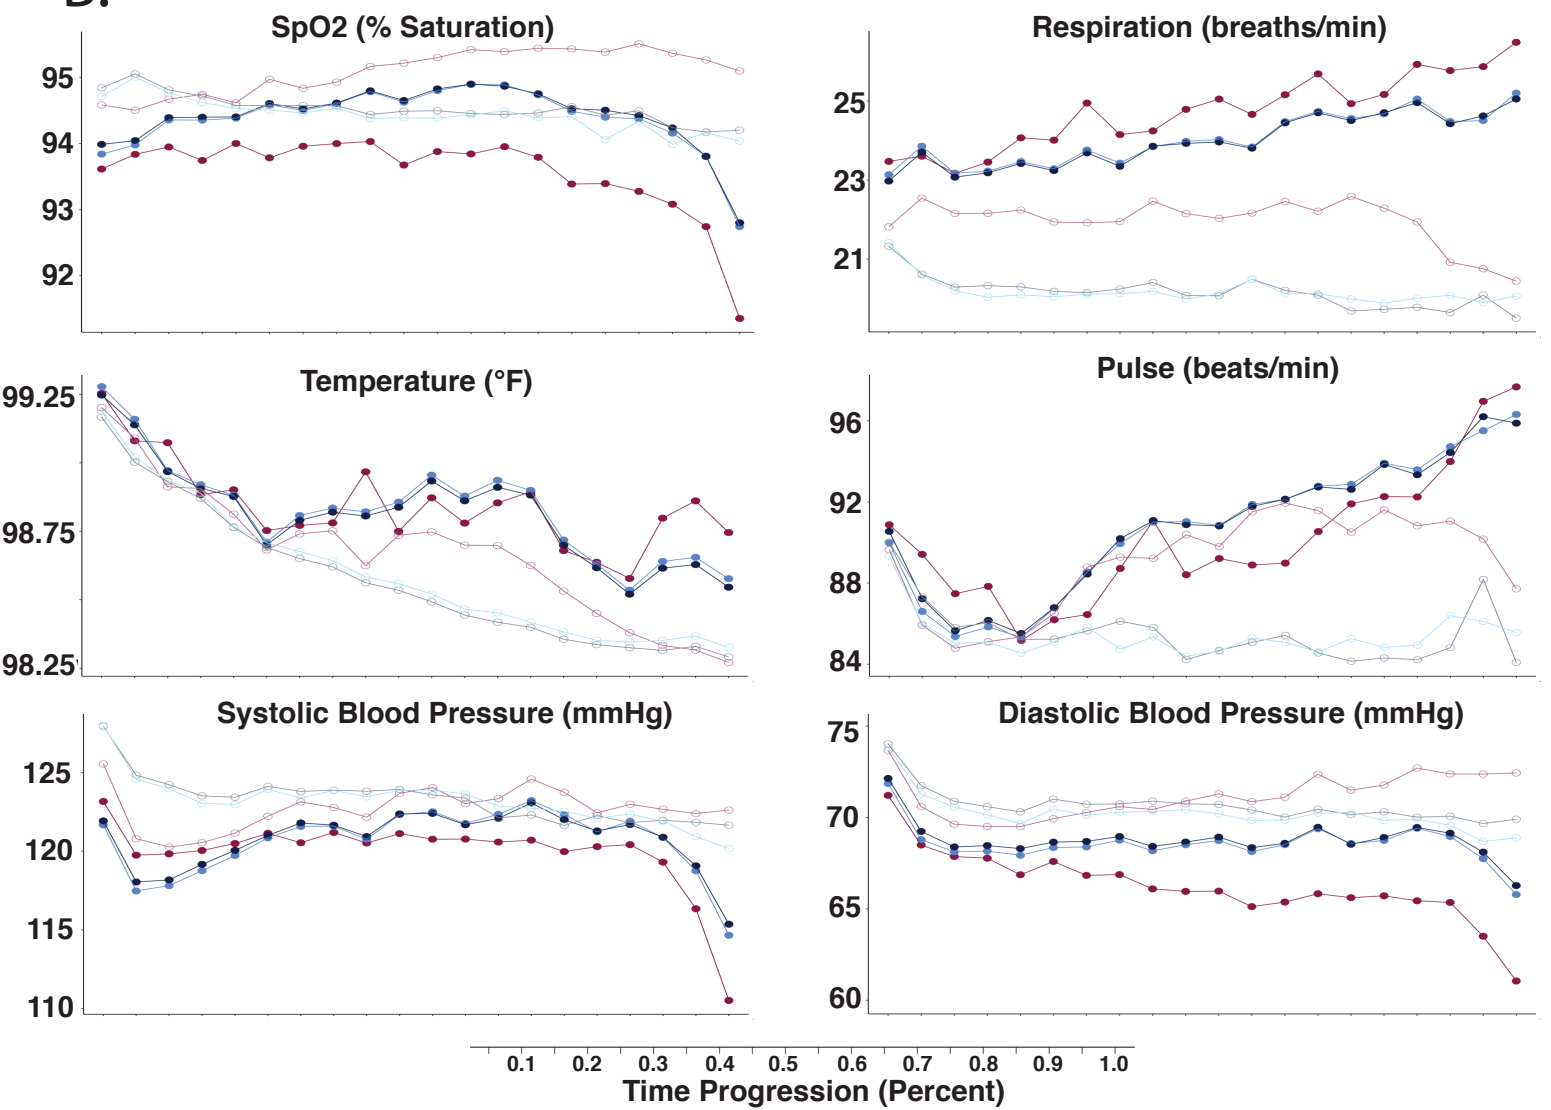 B.
SpO2 (% Saturation)
95
94
93
92
Respiration (breaths/min)
25
23
21
Temperature (°F)
99.25
98.75
98.25
Pulse (beats/min)
96
92
88
84
Systolic Blood Pressure (mmHg)
125
120
115
110
Diastolic Blood Pressure (mmHg)
75
70
65
60
0.1 0.2 0.3 0.4 0.5 0.6 0.7 0.8 0.9 1.0
Time Progression (Percent)